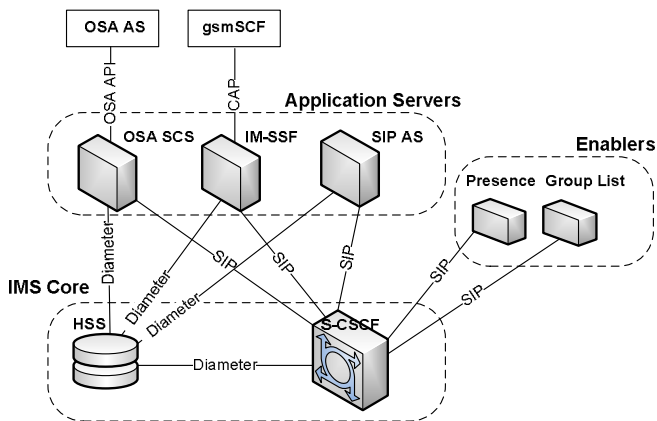 OSA AS
gsmSCF
OSA API
CAP
Application Servers
OSA SCS
IM-SSF
SIP AS
Enablers
Presence
Group List
Diameter
Diameter
Diameter
SIP
SIP
SIP
SIP
SIP
IMS Core
HSS
S-CSCF
Diameter